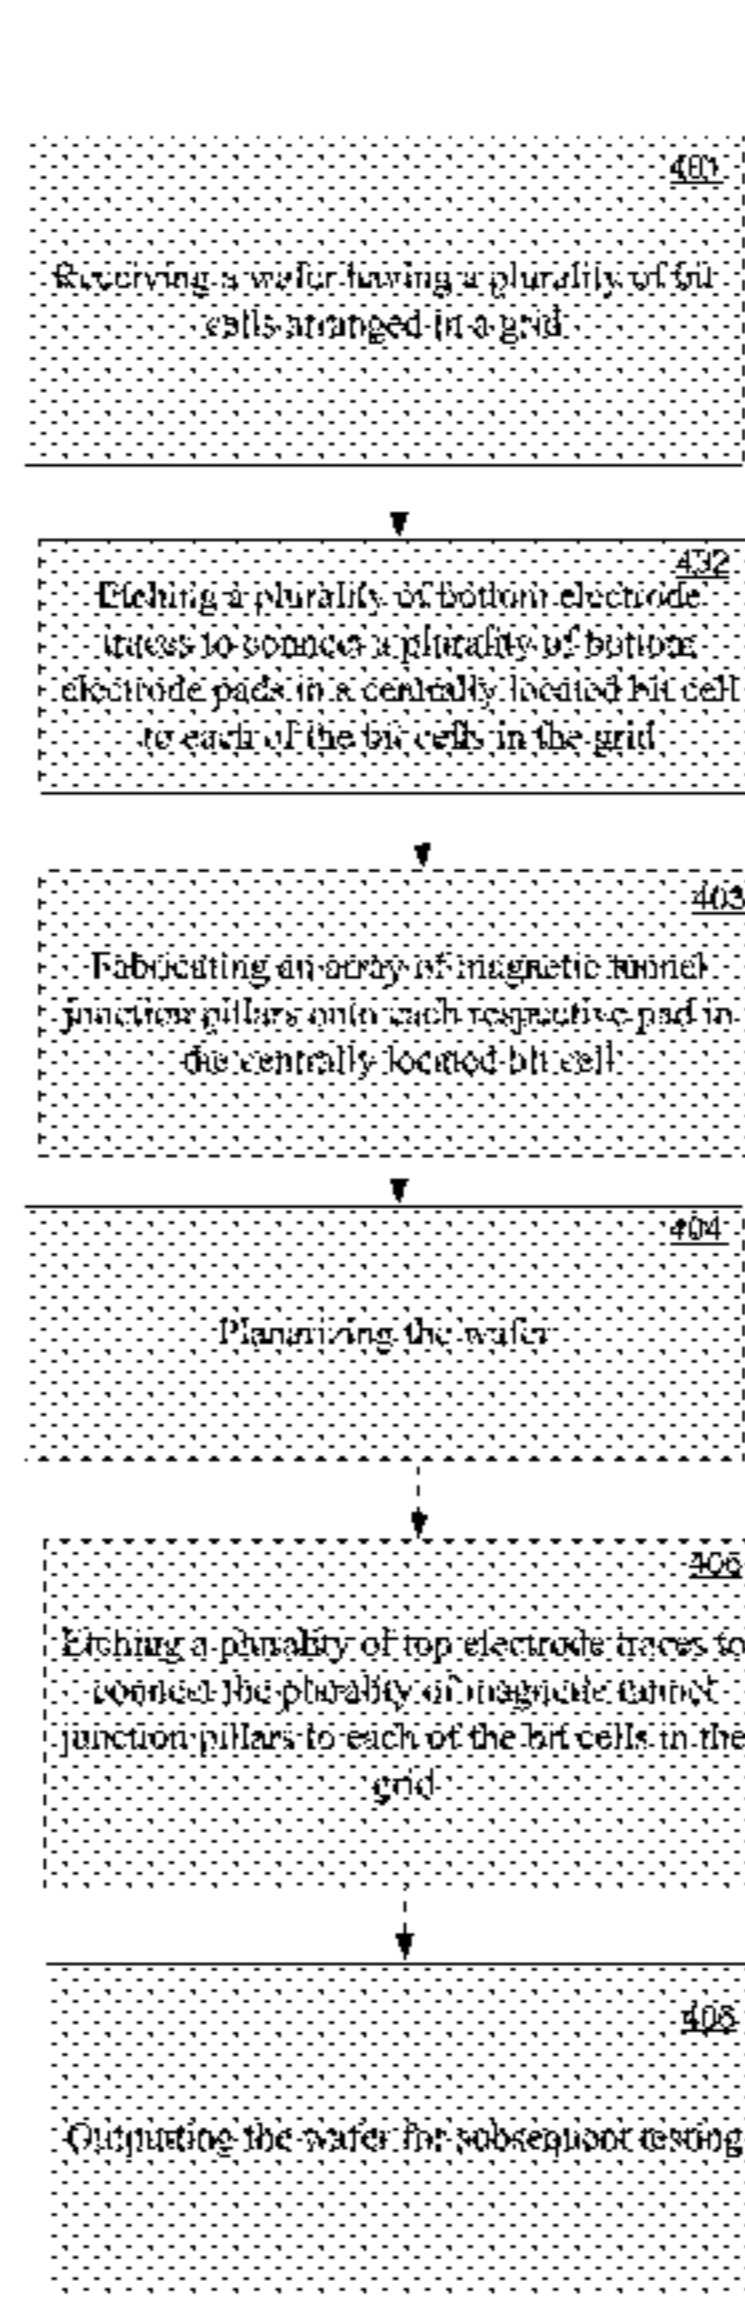 401
Receiving a wafer having a plurality of bit
cells arranged in a grid
402
Etching a plurality of bottom electrode
traces to connect a plurality of bottom
electrode pads in a centrally located bit cell
to each of the bit cells in the grid
403
Fabricating an array of magnetic tunnel
junction pillars onto each respective pad in
the centrally located bit cell
404
Planarizing the wafer
Etching a plurality of top electrode traces to
connect the plurality of magnetic tunnel
junction pillars to each of the bit cells in the
grid
Outputting the wafer for subsequent testing